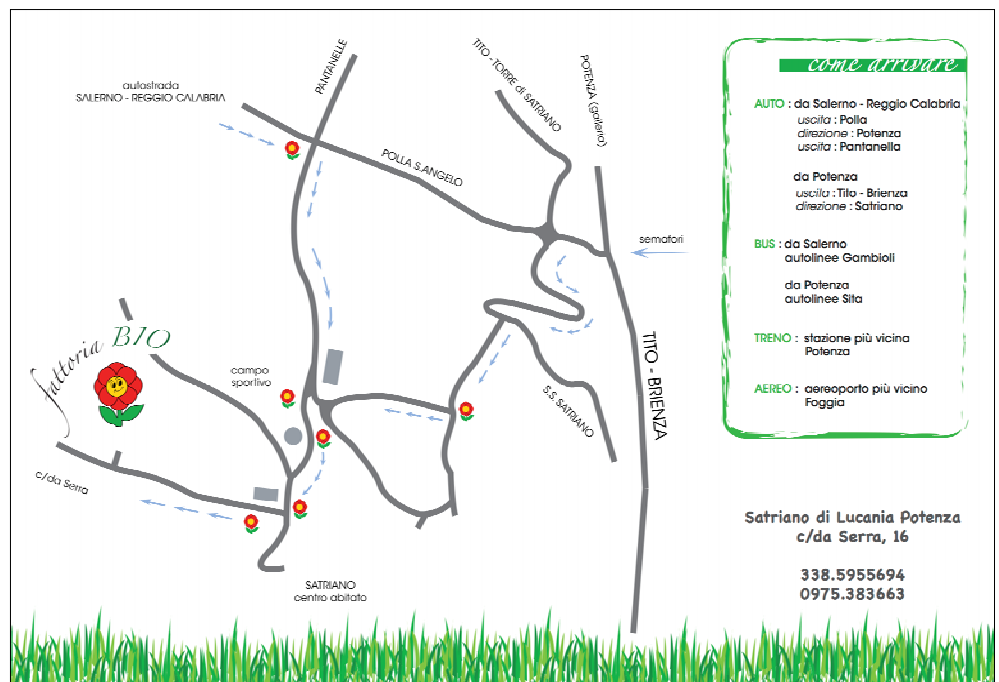 PANTANELLE
TITO - TORRE di SATRIANO
POTENZA (galleria)
autostrada
SALERNO - REGGIO CALABRIA
POLLA S.ANGELO
semafori
fattoria BIO
campo
sportivo
TITO - BRIENZA
S.S. SATRIANO
c/da Serra
SATRIANO
centro abitato
come arrivare
AUTO : da Salerno - Reggio Calabria
uscita : Polla
direzione : Potenza
uscita : Pantanella
da Potenza
uscita : Tito - Brienza
direzione : Satriano
BUS : da Salerno
autolinee Gambioli
da Potenza
autolinee Sita
TRENO : stazione più vicina
Potenza
AEREO : aereoporto più vicino
Foggia
Satriano di Lucania Potenza
c/da Serra, 16
338.5955694
0975.383663